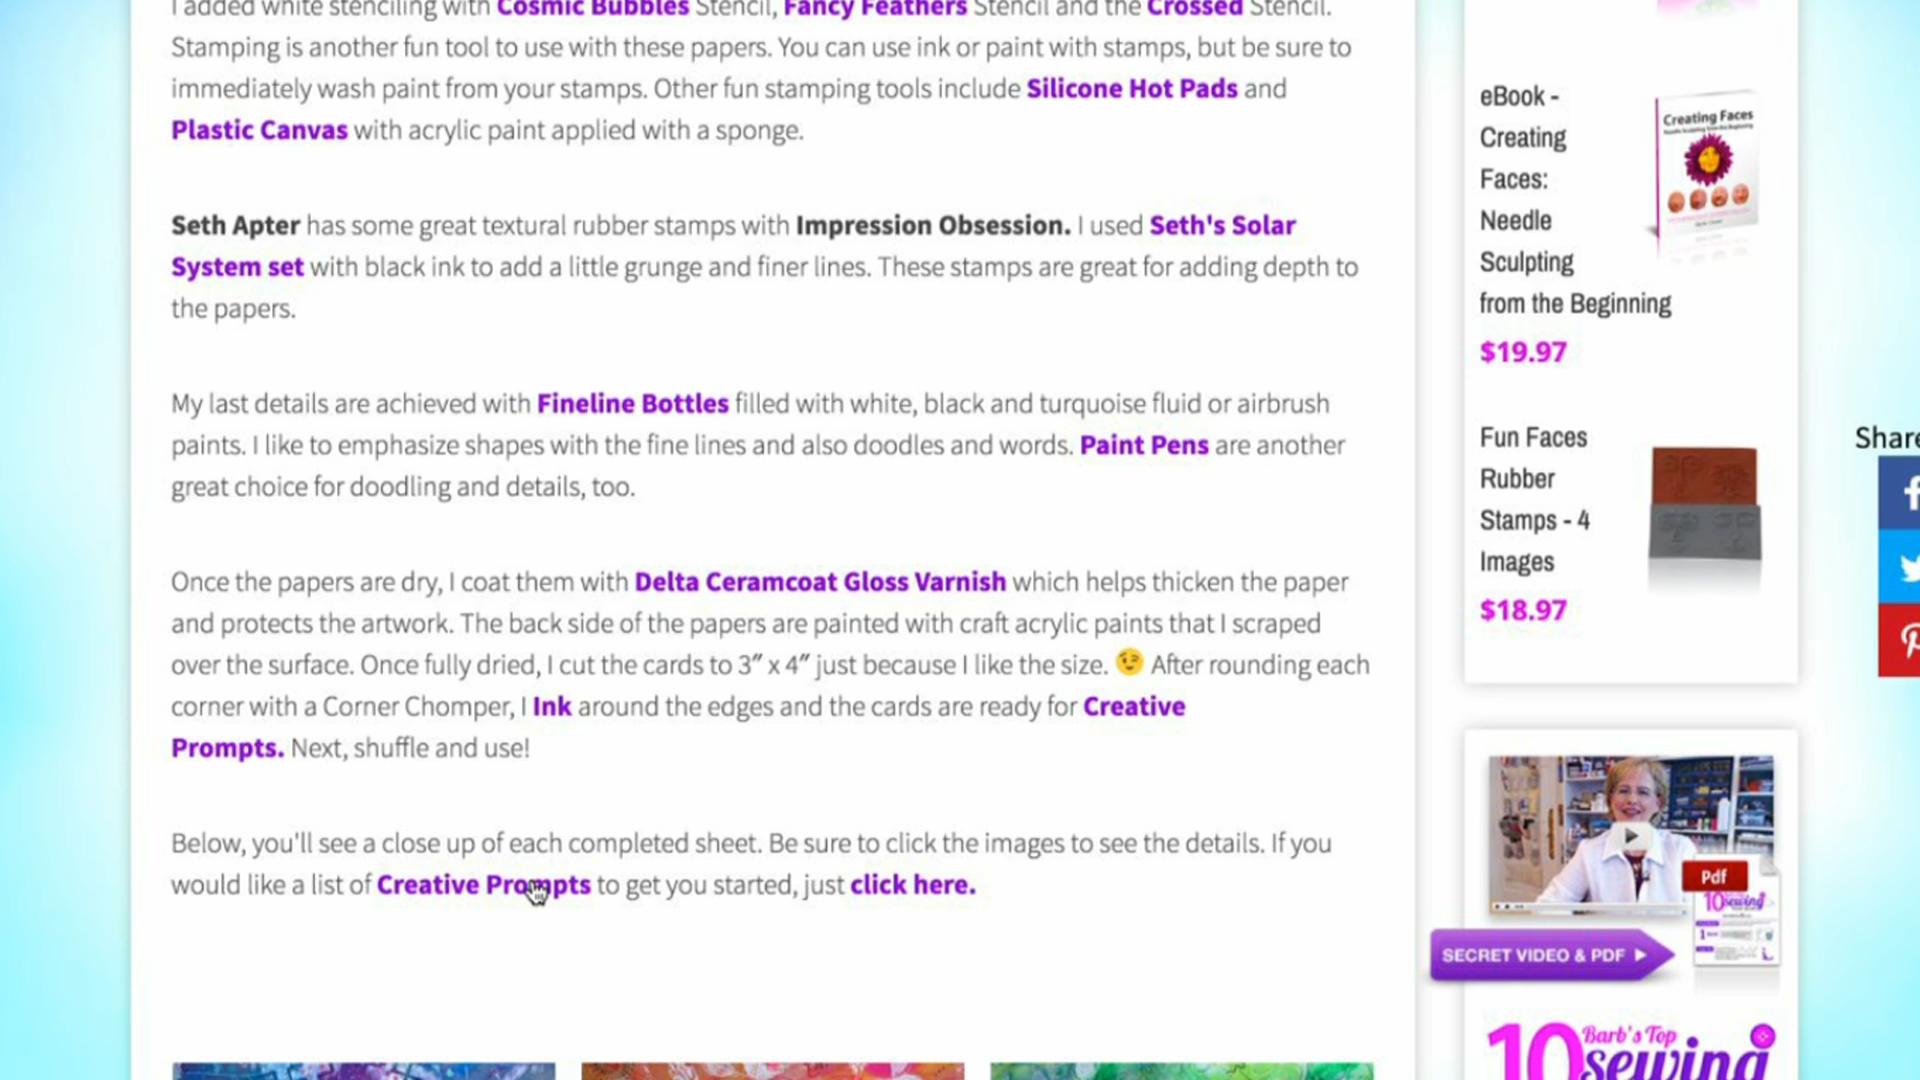 I added white stenciling with Cosmic Bubbles Stencil, Fancy Feathers Stencil and the Crossed Stencil.
Stamping is another fun tool to use with these papers. You can use ink or paint with stamps, but be sure to
immediately wash paint from your stamps. Other fun stamping tools include Silicone Hot Pads and
Plastic Canvas with acrylic paint applied with a sponge.
Seth Apter has some great textural rubber stamps with Impression Obsession. I used Seth's Solar
System set with black ink to add a little grunge and finer lines. These stamps are great for adding depth to
the papers.
My last details are achieved with Fineline Bottles filled with white, black and turquoise fluid or airbrush
paints. I like to emphasize shapes with the fine lines and also doodles and words. Paint Pens are another
great choice for doodling and details, too.
Once the papers are dry, I coat them with Delta Ceramcoat Gloss Varnish which helps thicken the paper
and protects the artwork. The back side of the papers are painted with craft acrylic paints that I scraped
over the surface. Once fully dried, I cut the cards to 3″ x 4″ just because I like the size. 😉 After rounding each
corner with a Corner Chomper, I Ink around the edges and the cards are ready for Creative
Prompts. Next, shuffle and use!
Below, you'll see a close up of each completed sheet. Be sure to click the images to see the details. If you
would like a list of Creative Prompts to get you started, just click here.
eBook -
Creating
Faces:
Needle
Sculpting
from the Beginning
$19.97
Creating Faces
Fun Faces
Rubber
Stamps - 4
Images
$18.97
Share
Pdf
10 sewing
SECRET VIDEO & PDF
Barb's Top
10 sewing